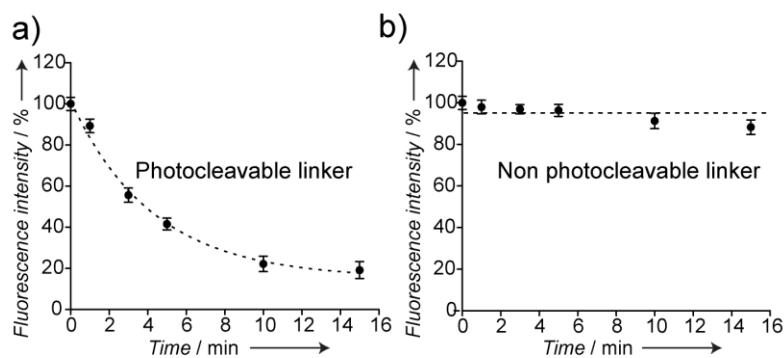 a)
Fluorescence intensity / %
120
100
80
60
40
20
0
Photocleavable linker
0 2 4 6 8 10 12 14 16
Time / min
b)
Fluorescence intensity / %
120
100
80
60
40
20
0
Non photocleavable linker
0 2 4 6 8 10 12 14 16
Time / min